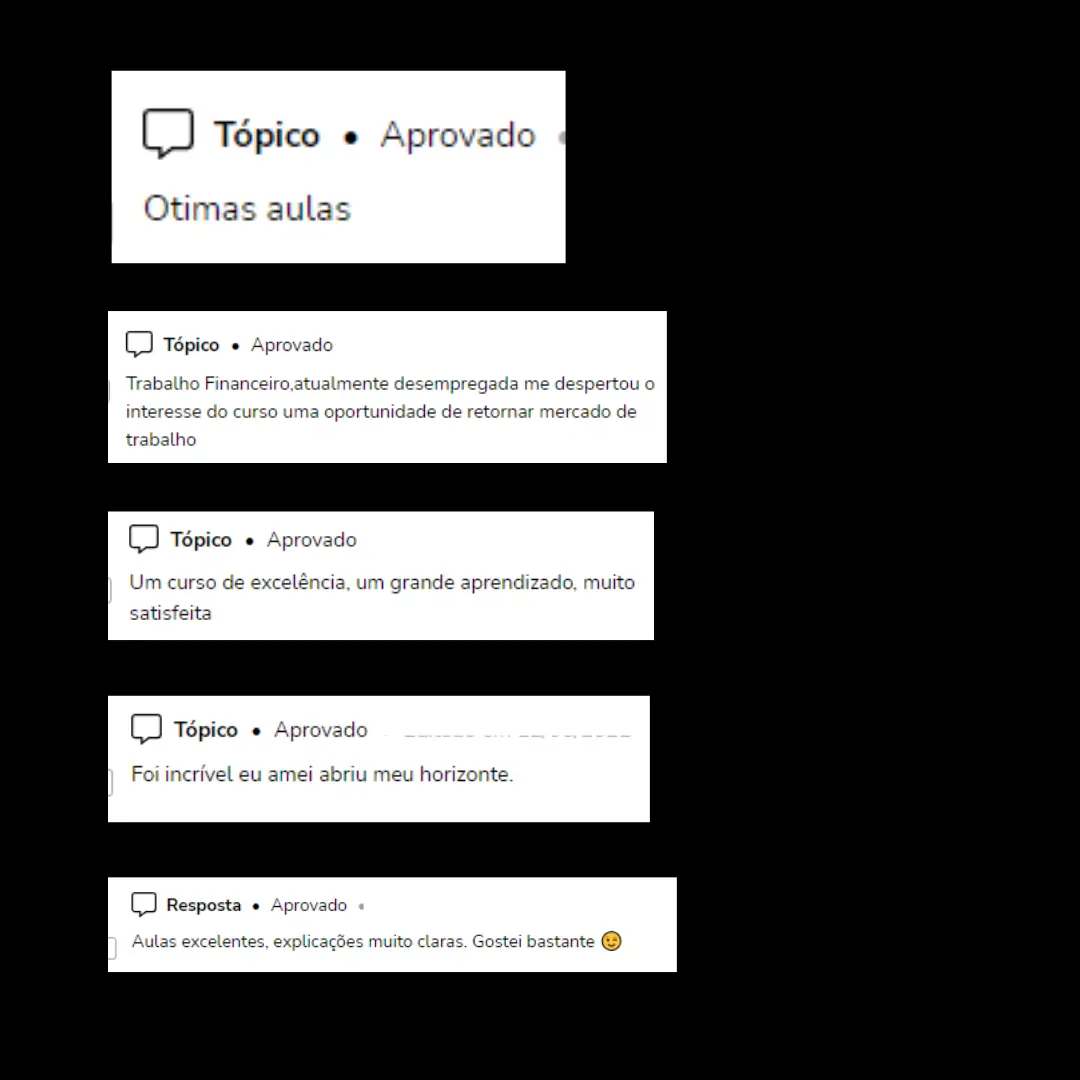 Tópico • Aprovado •
Otimas aulas
Tópico • Aprovado
Trabalho Financeiro,atualmente desempregada me despertou o
interesse do curso uma oportunidade de retornar mercado de
trabalho
Tópico • Aprovado
Um curso de excelência, um grande aprendizado, muito
satisfeita
Tópico • Aprovado
Foi incrível eu amei abriu meu horizonte.
Resposta • Aprovado •
Aulas excelentes, explicações muito claras. Gostei bastante 😉